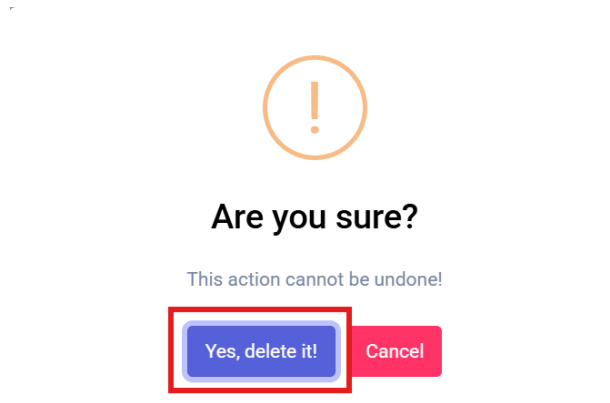 Are you sure?
This action cannot be undone!
Yes, delete it! Cancel